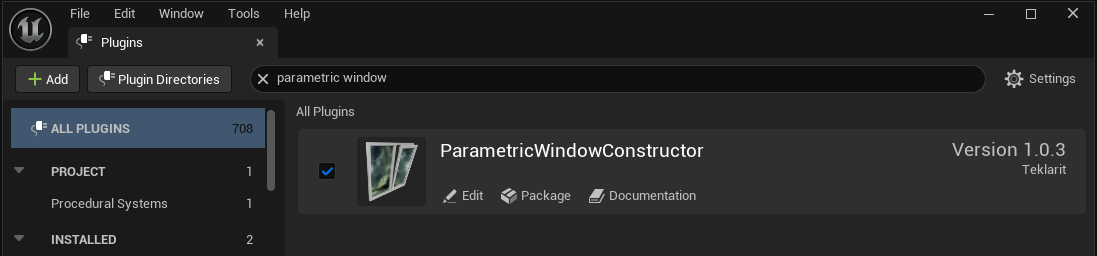 File Edit Window Tools Help
Plugins
Add Plugin Directories parametric window Settings
All Plugins
ALL PLUGINS 708
ParametricWindowConstructor Version 1.0.3
Teklarit
PROJECT 1
Edit Package Documentation
Procedural Systems 1
INSTALLED 2